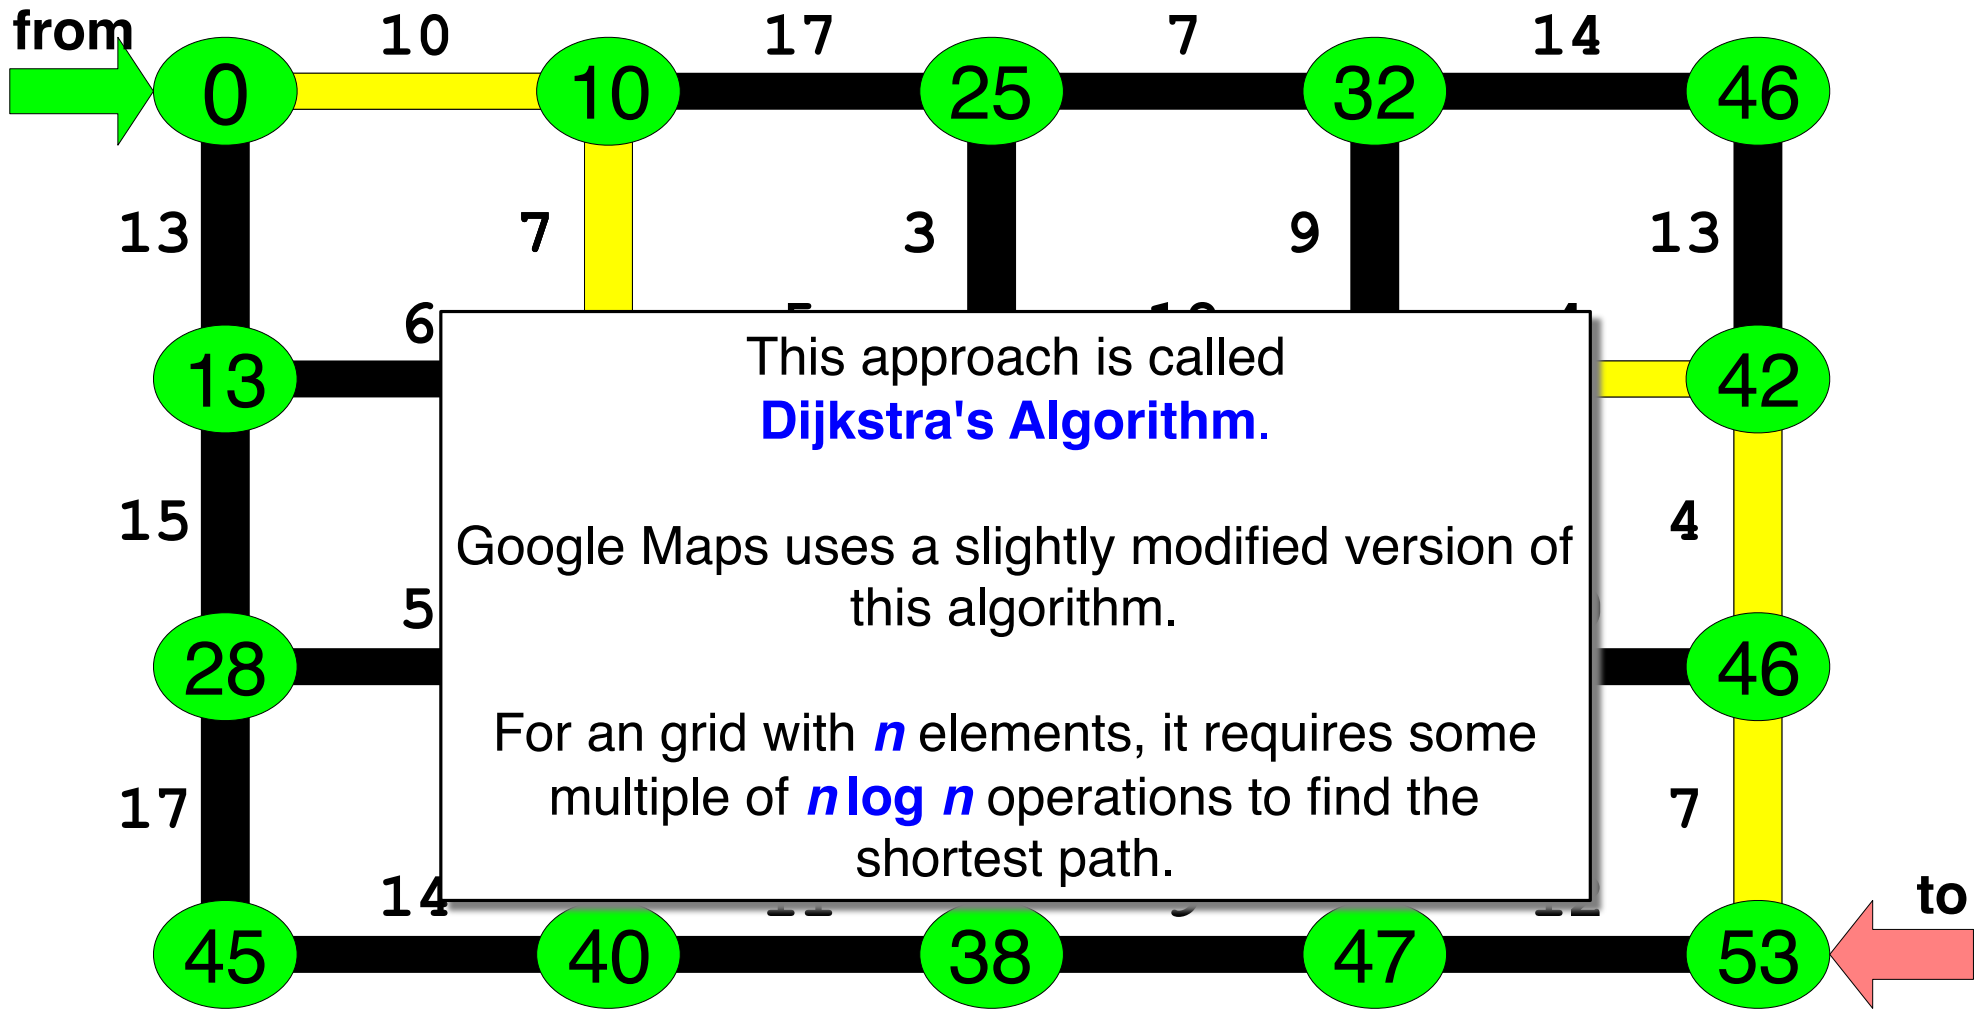 from 10 17 7 14
0 10 25 32 46
13 7 3 9 13
6
13 42
This approach is called
Dijkstra's Algorithm.
15 4
Google Maps uses a slightly modified version of
this algorithm.
5
28 46
For an grid with n elements, it requires some
multiple of n log n operations to find the
shortest path.
17 7
14 to
45 40 38 47 53